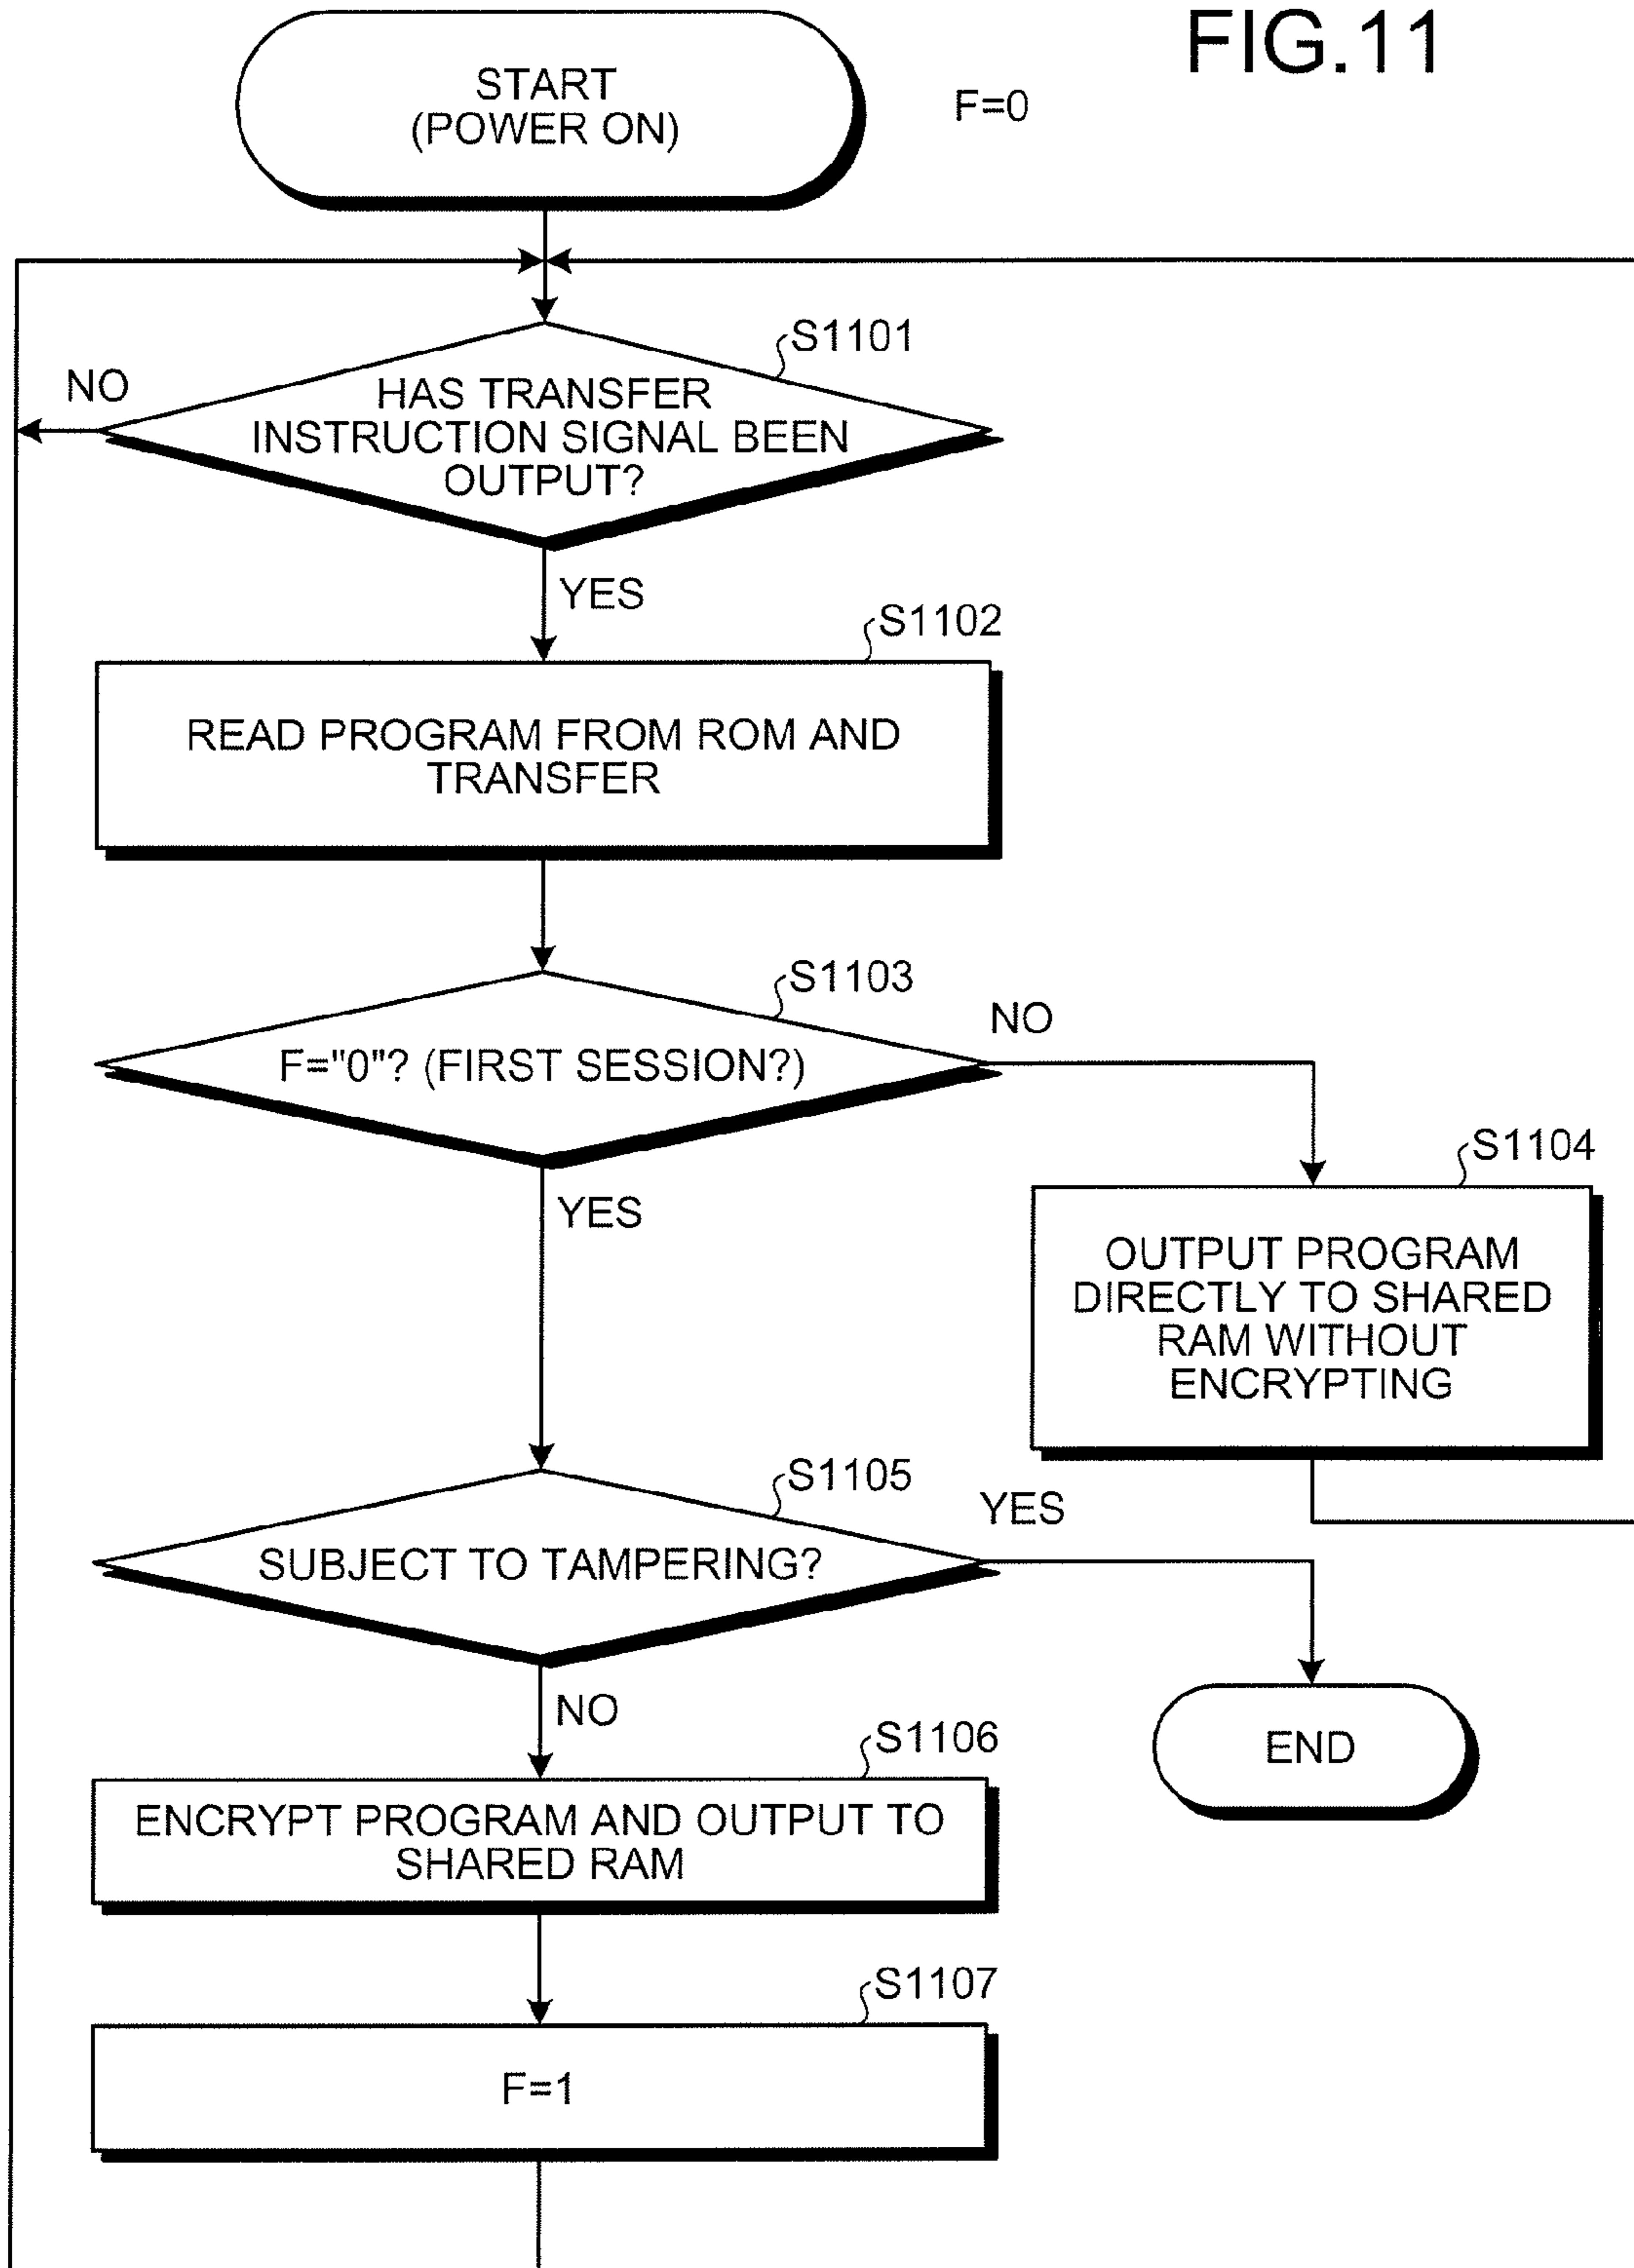 FIG.11
START
(POWER ON)
F=0
S1101
NO
HAS TRANSFER
INSTRUCTION SIGNAL BEEN
OUTPUT?
YES
S1102
READ PROGRAM FROM ROM AND
TRANSFER
S1103
NO
F="0"? (FIRST SESSION?)
YES
S1104
OUTPUT PROGRAM
DIRECTLY TO SHARED
RAM WITHOUT
ENCRYPTING
S1105
YES
SUBJECT TO TAMPERING?
NO
END
S1106
ENCRYPT PROGRAM AND OUTPUT TO
SHARED RAM
S1107
F=1